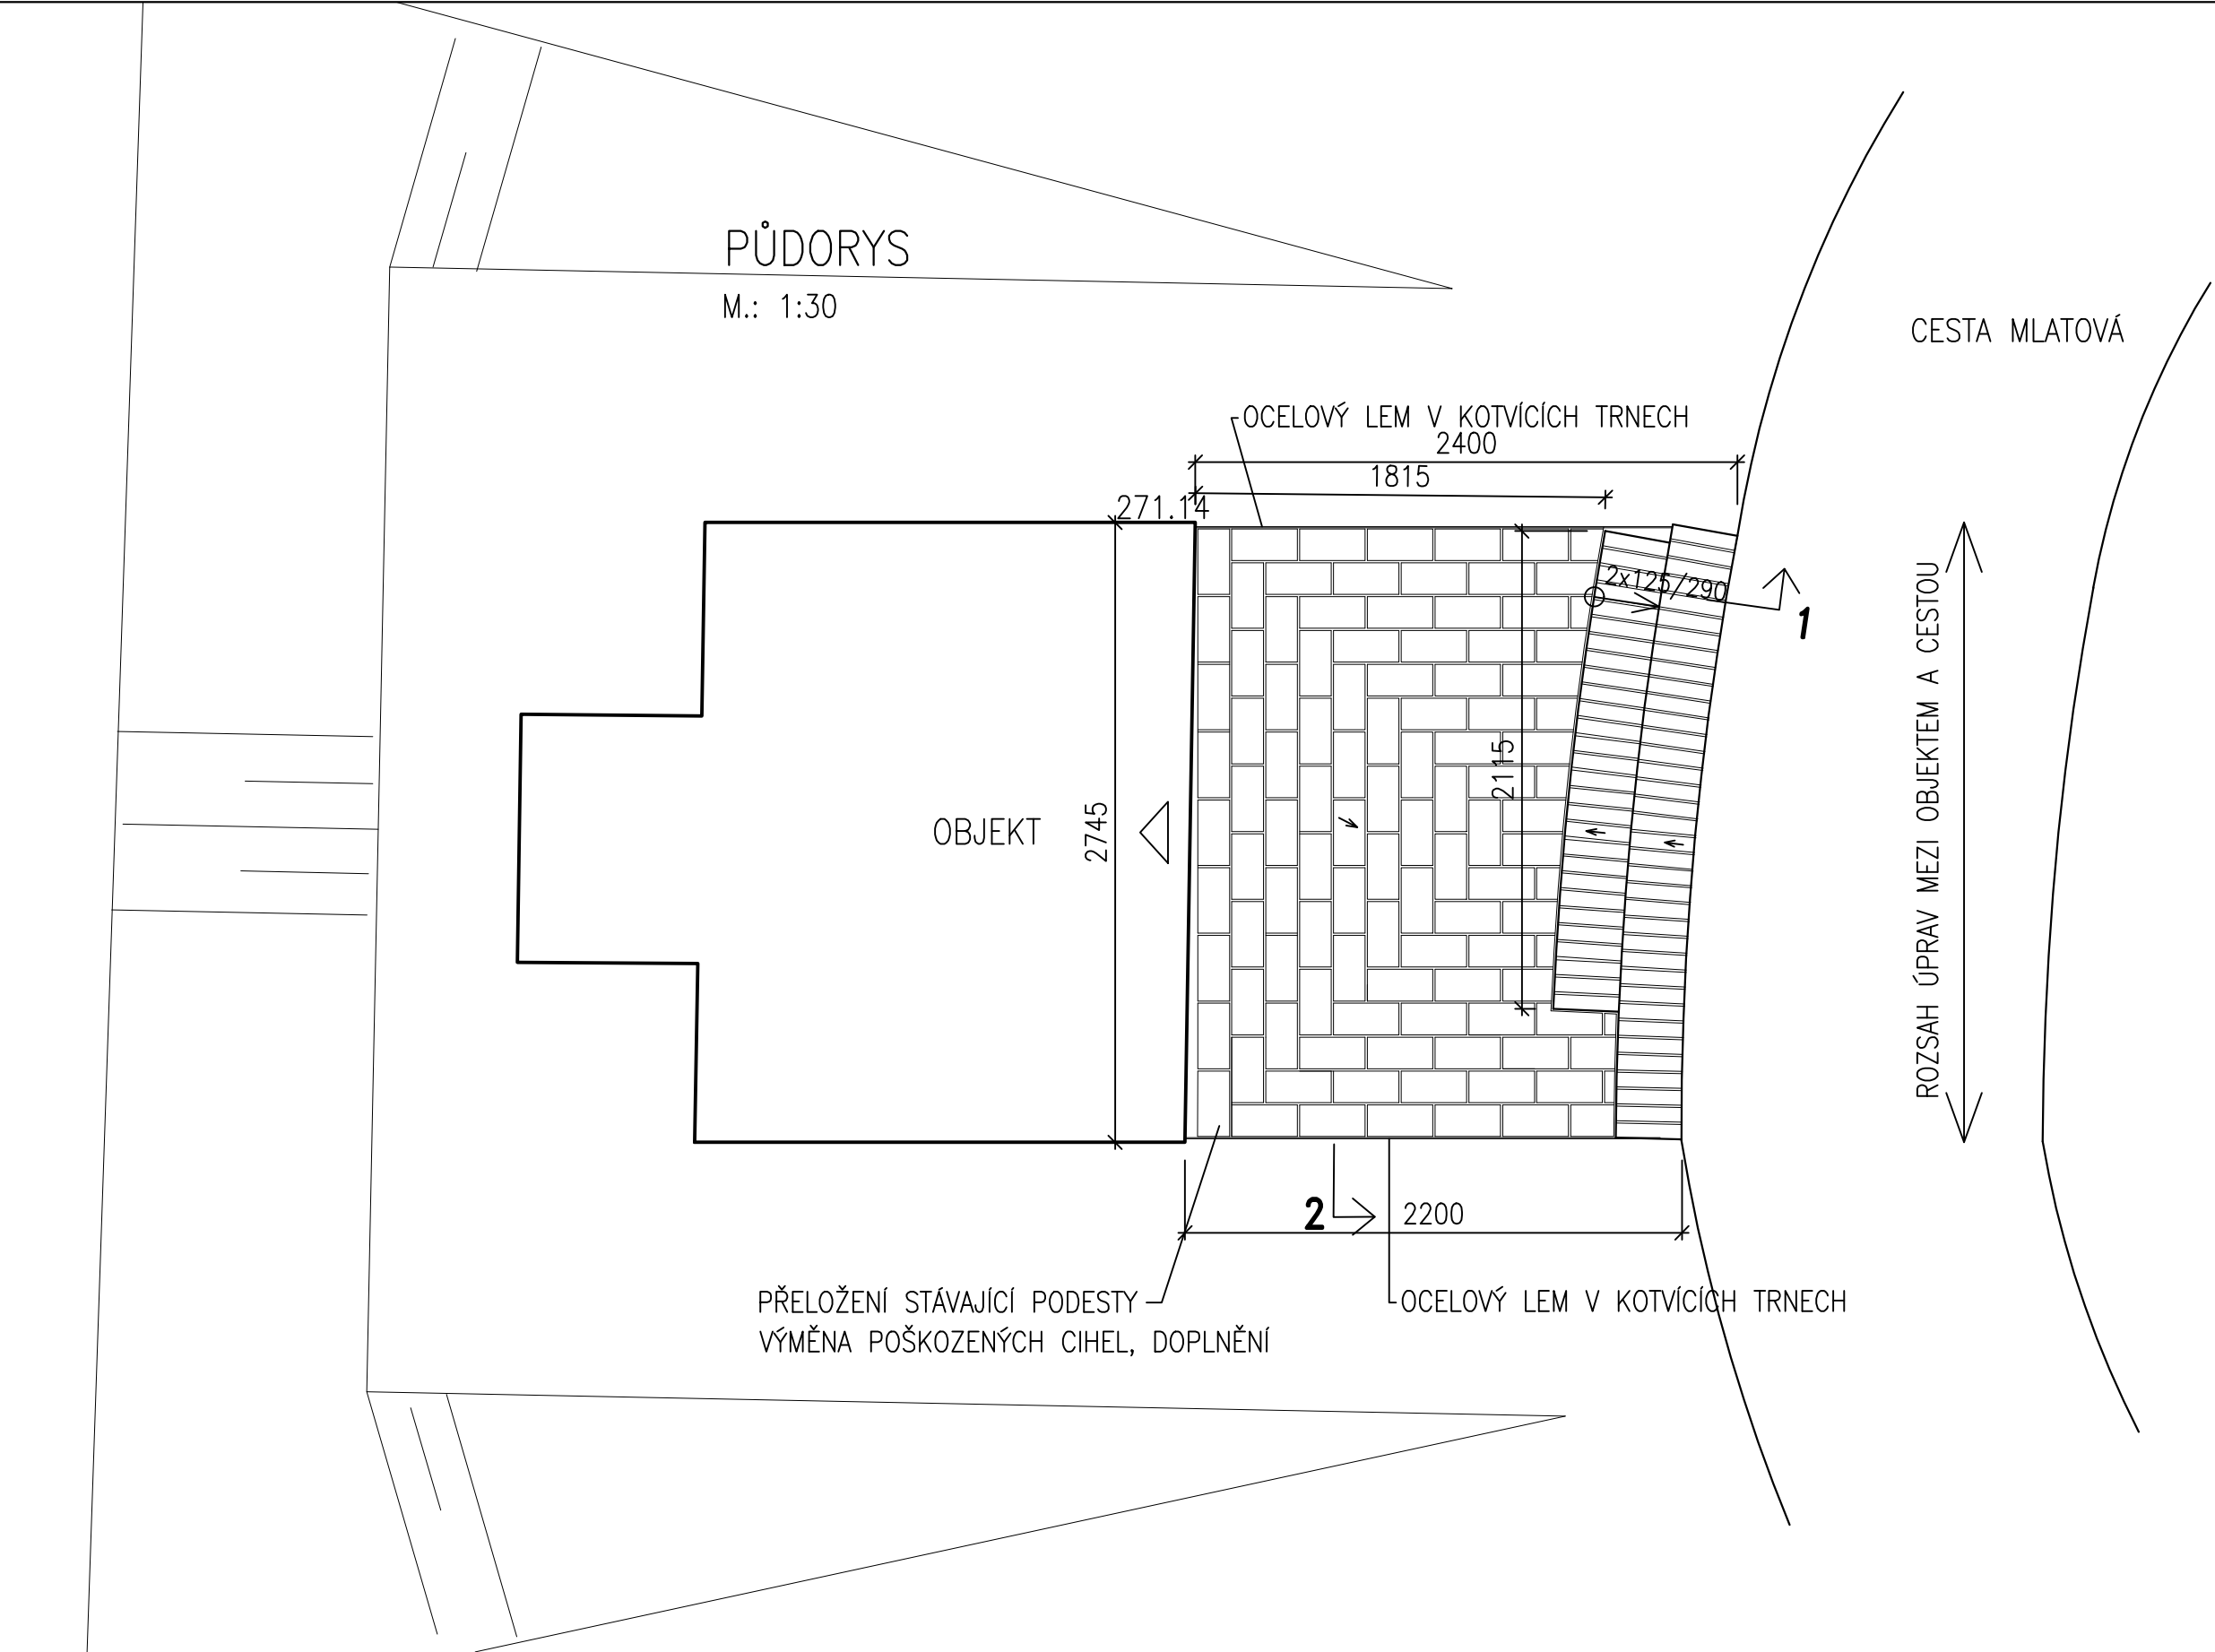 PŮDORYS
M.: 1:30
CESTA MLATOVÁ
OCELOVÝ LEM V KOTVÍCÍCH TRNECH
2400
1815
271.14
2x125/290
1
2115
OBJEKT
2745
ROZSAH ÚPRAV MEZI OBJEKTEM A CESTOU
2
2200
PŘELOŽENÍ STÁVAJÍCÍ PODESTY
VÝMĚNA POŠKOZENÝCH CIHEL, DOPLNĚNÍ
OCELOVÝ LEM V KOTVÍCÍCH TRNECH